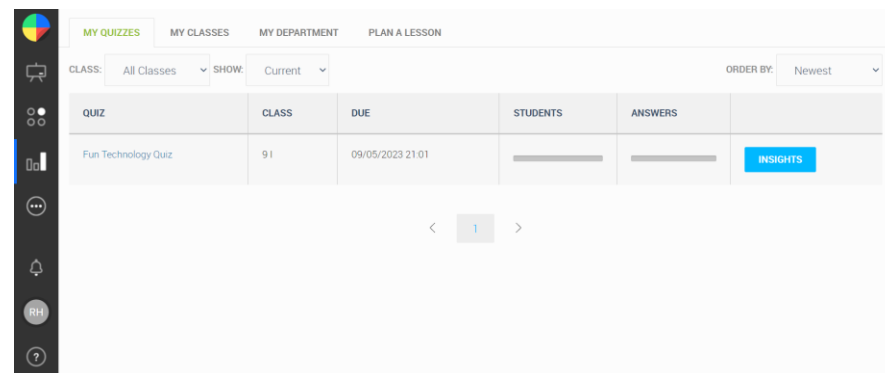 MY QUIZZES MY CLASSES MY DEPARTMENT PLAN A LESSON
CLASS: All Classes SHOW: Current ORDER BY: Newest
QUIZ CLASS DUE STUDENTS ANSWERS
Fun Technology Quiz 9 I 09/05/2023 21:01 INSIGHTS
1
RH
?